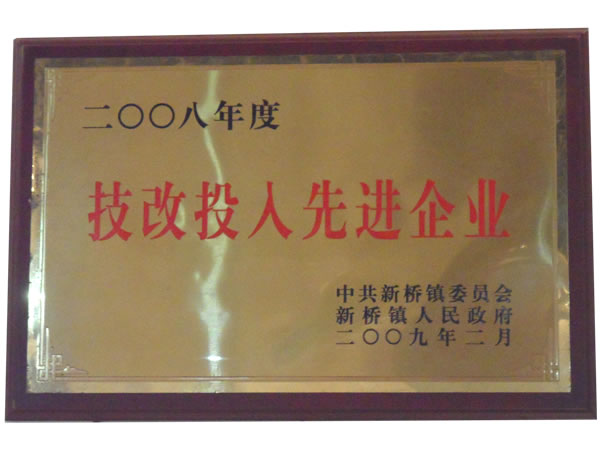 二〇〇八年度
技改投入先进企业
中共新桥镇委员会
新桥镇人民政府
二〇〇九年二月